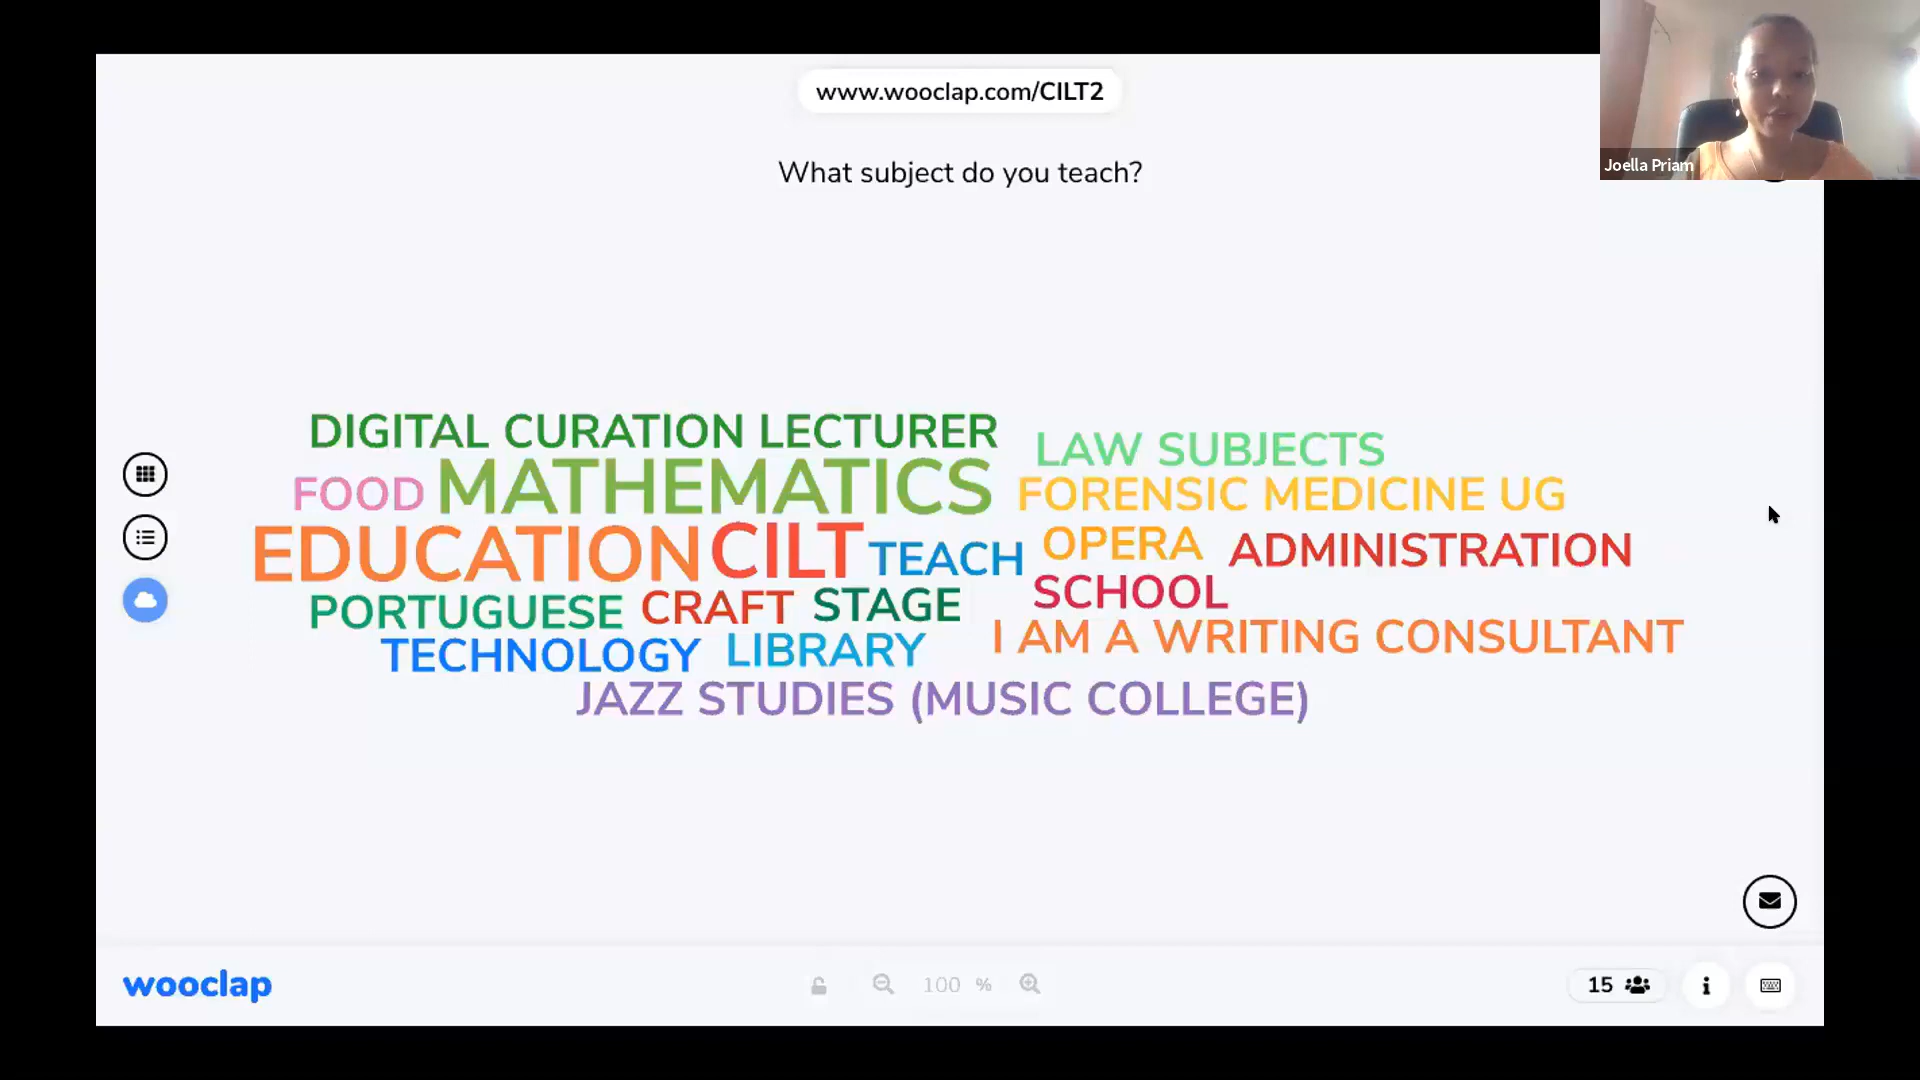 www.wooclap.com/CILT2
Joella Priam
What subject do you teach?
DIGITAL CURATION LECTURER
LAW SUBJECTS
FOOD
MATHEMATICS
FORENSIC MEDICINE UG
EDUCATION
CILT
TEACH
OPERA
ADMINISTRATION
PORTUGUESE
CRAFT
STAGE
SCHOOL
TECHNOLOGY
LIBRARY
I AM A WRITING CONSULTANT
JAZZ STUDIES (MUSIC COLLEGE)
wooclap
100 %
15